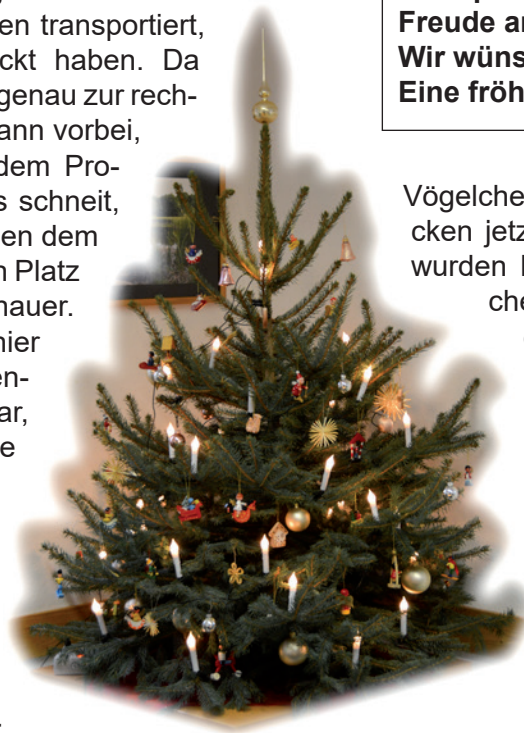 en transportiert,
ckt haben. Da
genau zur rech-
ann vorbei,
dem Pro-
s schneit,
en dem
Platz
hauer.
hier
en-
ar,
e
Freude a
Wir wüns
Eine fröh
Vögelche
cken jetz
wurden
che